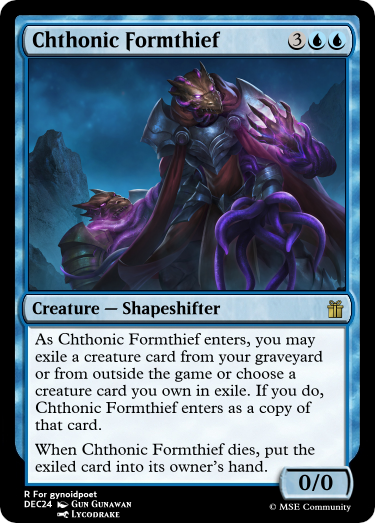 Chthonic Formthief 3
Creature — Shapeshifter
As Chthonic Formthief enters, you may
exile a creature card from your graveyard
or from outside the game or choose a
creature card you own in exile. If you do,
Chthonic Formthief enters as a copy of
that card.
When Chthonic Formthief dies, put the
exiled card into its owner's hand.
0/0
R For gynoidpoet
DEC24 Gun Gunawan © MSE Community
Lycodrake